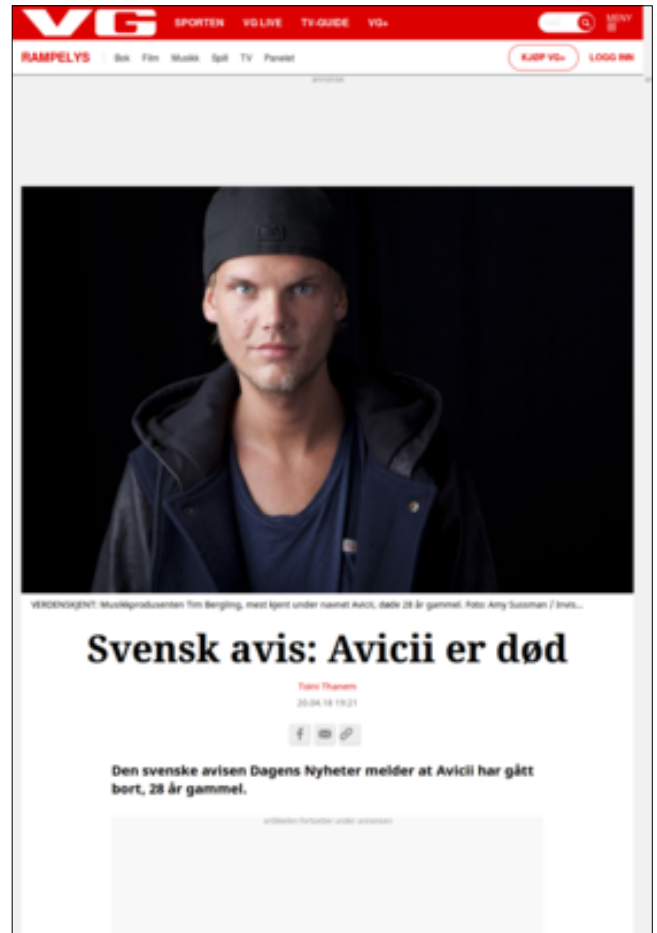 VG SPORTEN VG LIVE TV-GUIDE VG+ MENY
RAMPELYS Bok Film Musikk Spill TV Panelet KJØP VG+ LOGG INN
annonse
VERDENSKJENT: Musikkprodusenten Tim Bergling, mest kjent under navnet Avicii, døde 28 år gammel. Foto: Amy Sussman / Invis...
Svensk avis: Avicii er død
Toini Thanem
20.04.18 19:21
Den svenske avisen Dagens Nyheter melder at Avicii har gått
bort, 28 år gammel.
artikkelen fortsetter under annonsen